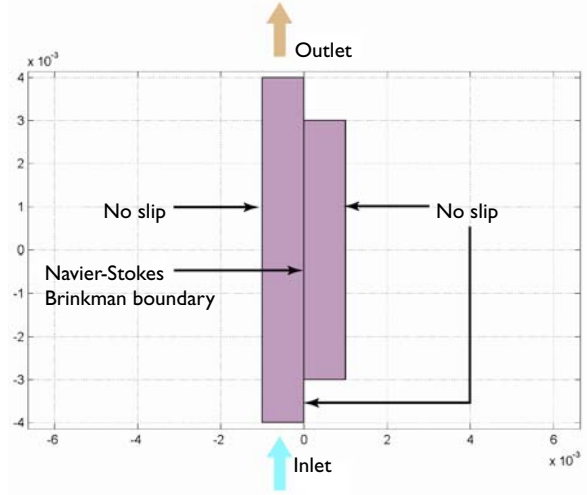 Outlet
x 10⁻³
4
3
2
1
0
-1
-2
-3
-4
No slip
No slip
Navier-Stokes
Brinkman boundary
-6
-4
-2
0
2
4
6
x 10⁻³
Inlet